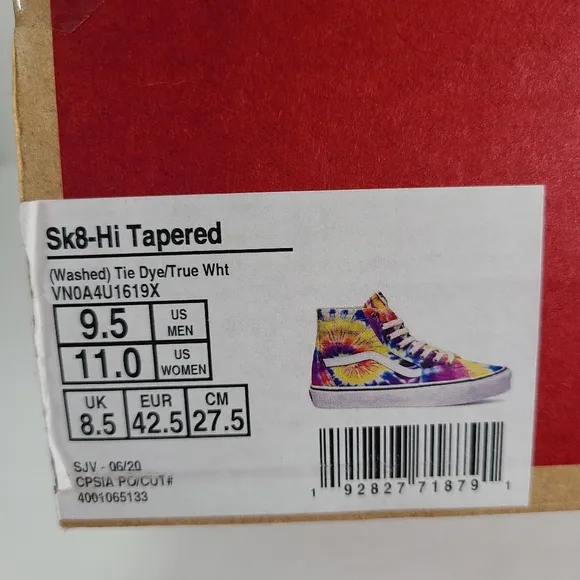 Sk8-Hi Tapered
(Washed) Tie Dye/True Wht
VN0A4U1619X
9.5 US MEN
11.0 US WOMEN
UK EUR CM
8.5 42.5 27.5
SJV - 06/20
CPSIA PO/CUT#
4001065133
1 92827 71879 1